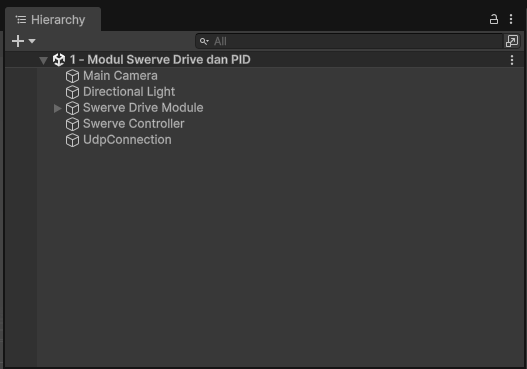 Hierarchy
All
1 - Modul Swerve Drive dan PID
Main Camera
Directional Light
Swerve Drive Module
Swerve Controller
UdpConnection